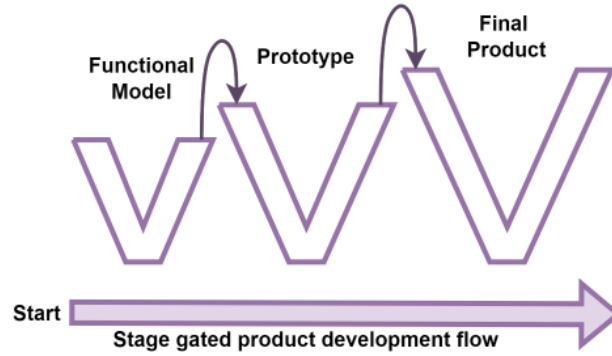 Functional
Model
Prototype
Final
Product
Start
Stage gated product development flow